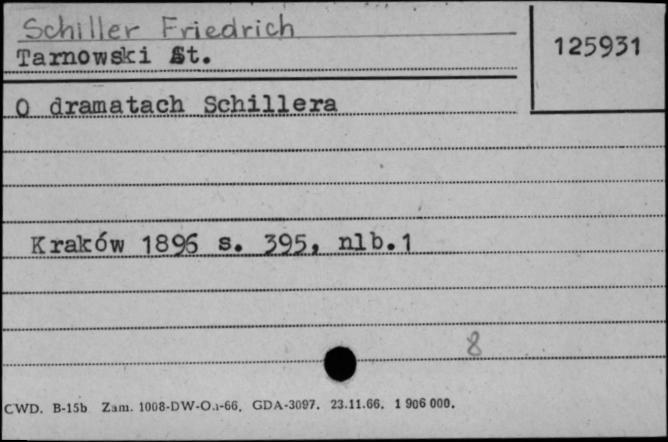 Schiller Friedrich
Tarnowski St.
125931
O dramatach Schillera
Kraków 1896 s. 395, nlb.1
8
CWD. B-15b Zam. 1008-DW-O.1-66. GDA-3097. 23.11.66. 1 906 000.